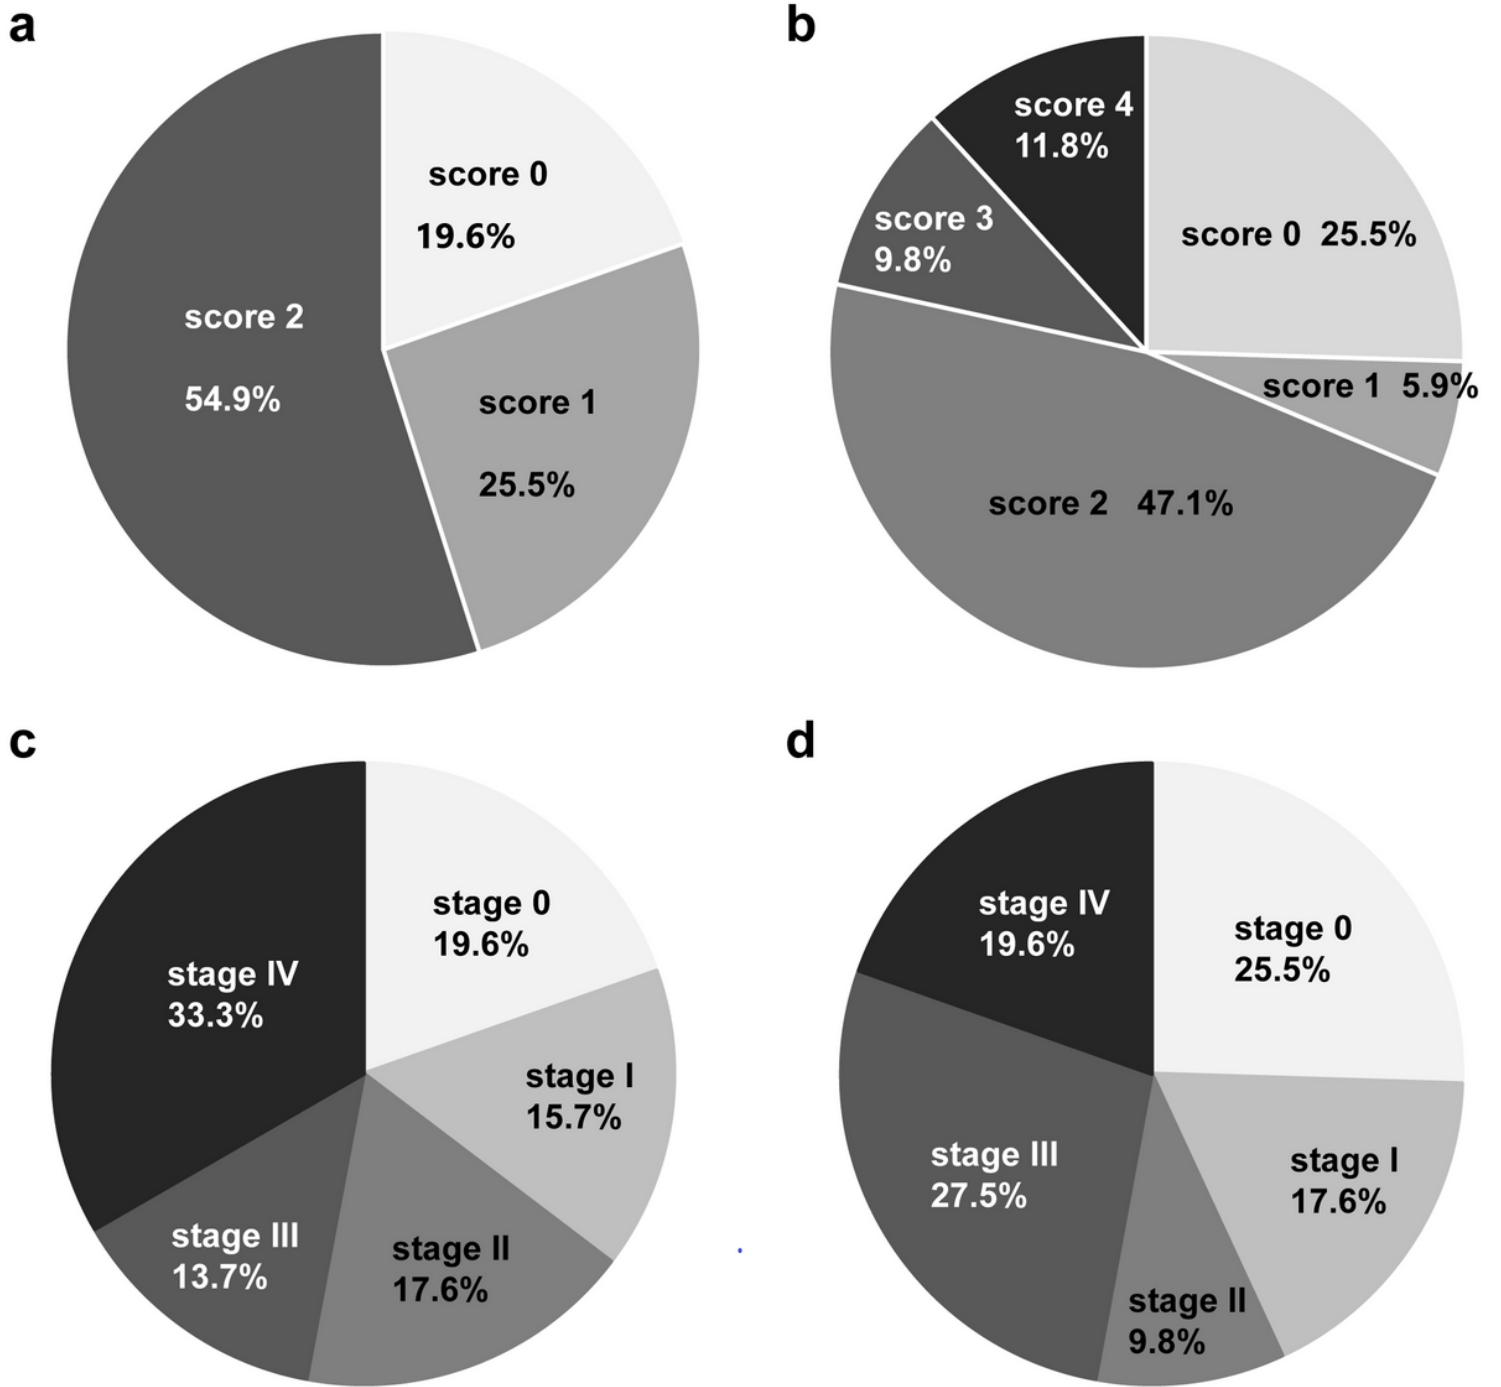 a
score 0
19.6%
score 1
25.5%
score 2
54.9%
b
score 0 25.5%
score 1 5.9%
score 2 47.1%
score 3
9.8%
score 4
11.8%
c
stage 0
19.6%
stage I
15.7%
stage II
17.6%
stage III
13.7%
stage IV
33.3%
d
stage 0
25.5%
stage I
17.6%
stage II
9.8%
stage III
27.5%
stage IV
19.6%